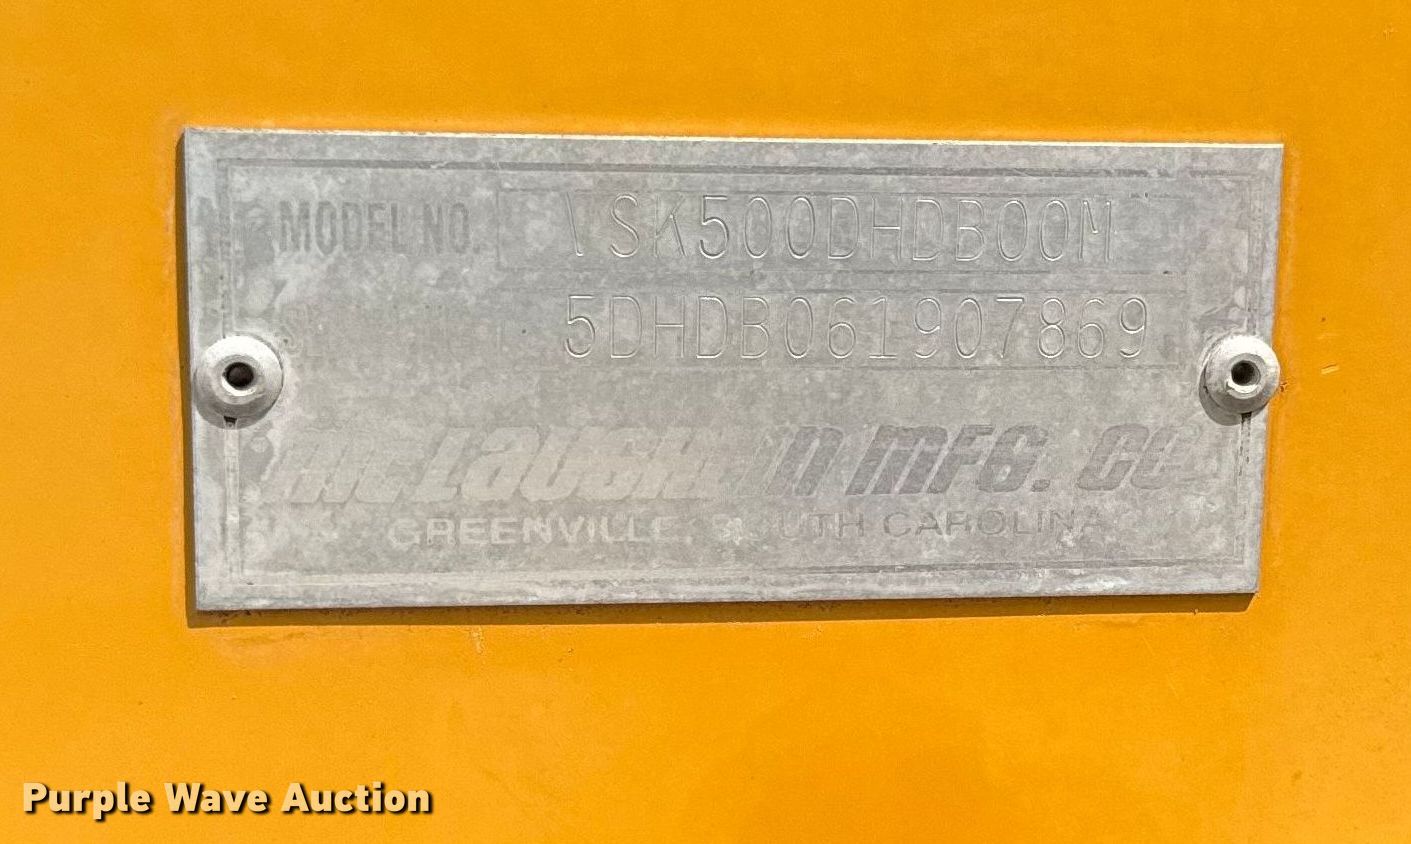 MODEL NO. VSK500DHDBOOM
5DHDB061907869
McLAUGHLIN MFG. CO
GREENVILLE, SOUTH CAROLINA
Purple Wave Auction